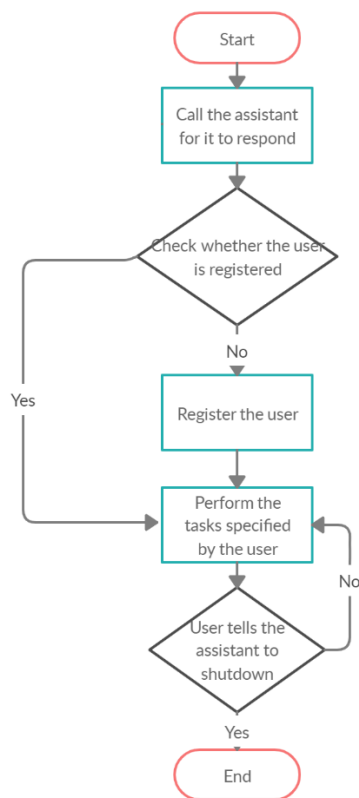 Start
Call the assistant
for it to respond
Check whether the user
is registered
No
Yes
Register the user
Perform the
tasks specified
by the user
No
User tells the
assistant to
shutdown
Yes
End